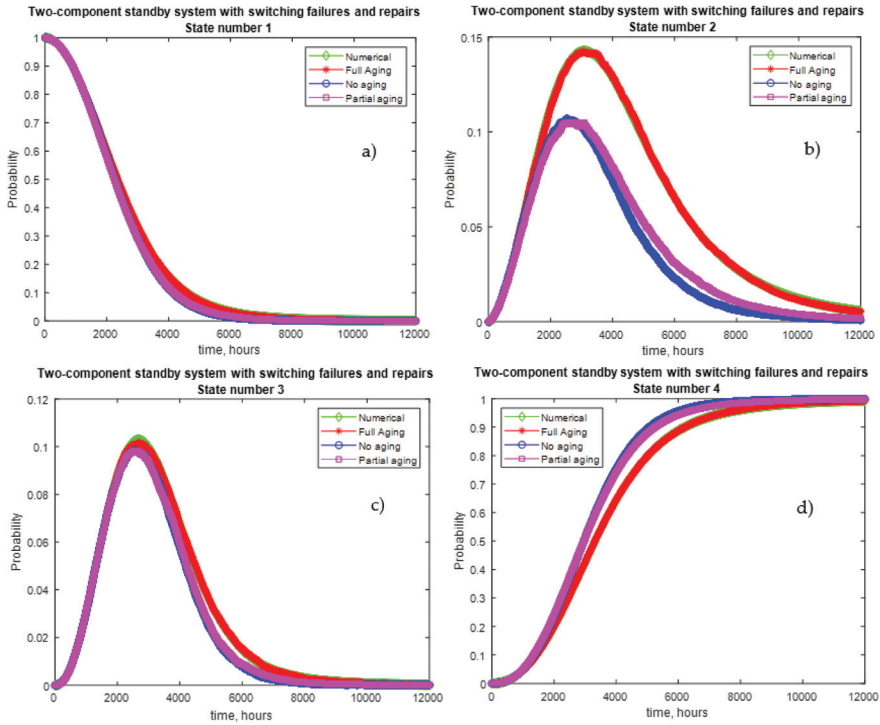 Two-component standby system with switching failures and repairs
State number 1
Probability
1
0.9
0.8
0.7
0.6
0.5
0.4
0.3
0.2
0.1
0
Numerical
Full Aging
No aging
Partial aging
a)
0 2000 4000 6000 8000 10000 12000
time, hours
Two-component standby system with switching failures and repairs
State number 2
Probability
0.15
0.1
0.05
0
Numerical
Full Aging
No aging
Partial aging
b)
0 2000 4000 6000 8000 10000 12000
time, hours
Two-component standby system with switching failures and repairs
State number 3
Probability
0.12
0.1
0.08
0.06
0.04
0.02
0
Numerical
Full Aging
No aging
Partial aging
c)
0 2000 4000 6000 8000 10000 12000
time, hours
Two-component standby system with switching failures and repairs
State number 4
Probability
1
0.9
0.8
0.7
0.6
0.5
0.4
0.3
0.2
0.1
0
Numerical
Full Aging
No aging
Partial aging
d)
0 2000 4000 6000 8000 10000 12000
time, hours